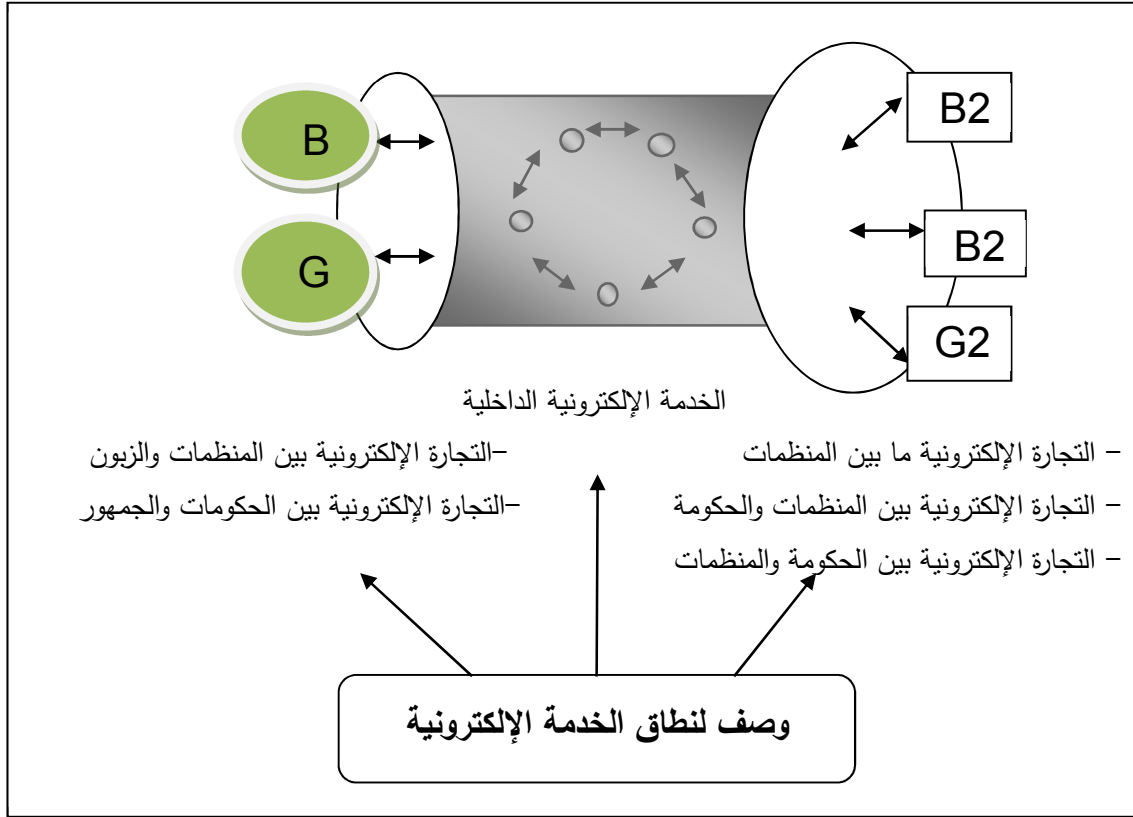 B
G
B2
B2
G2
الخدمة الإلكترونية الداخلية
– التجارة الإلكترونية ما بين المنظمات
– التجارة الإلكترونية بين المنظمات والحكومة
– التجارة الإلكترونية بين الحكومة والمنظمات
–التجارة الإلكترونية بين المنظمات والزبون
–التجارة الإلكترونية بين الحكومات والجمهور
وصف لنطاق الخدمة الإلكترونية